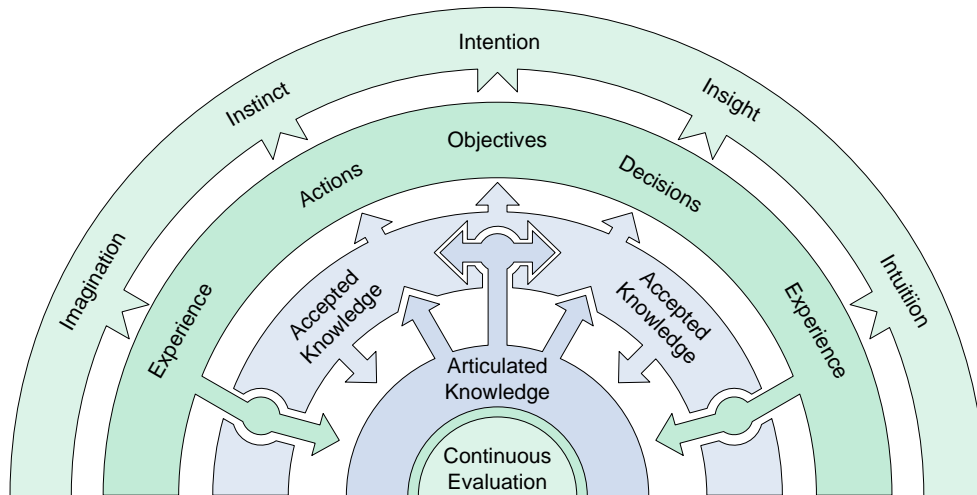 Intention
Instinct
Insight
Imagination
Intuitiion
Objectives
Actions
Decisions
Experience
Experience
Accepted
Knowledge
Accepted
Knowledge
Articulated
Knowledge
Continuous
Evaluation